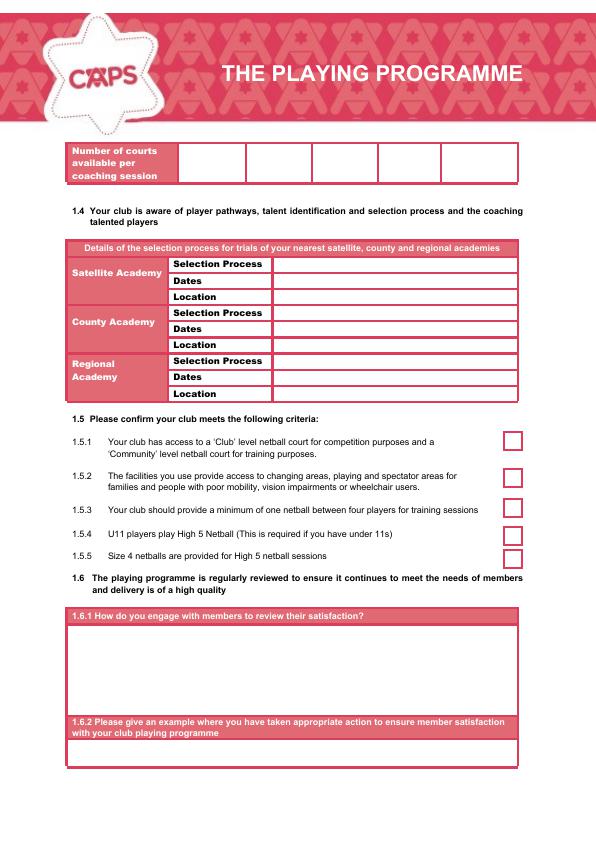 CAPS
THE PLAYING PROGRAMME
Number of courts
available per
coaching session
1.4 Your club is aware of player pathways, talent identification and selection process and the coaching
talented players
Details of the selection process for trials of your nearest satellite, county and regional academies
Satellite Academy
Selection Process
Dates
Location
County Academy
Selection Process
Dates
Location
Regional
Academy
Selection Process
Dates
Location
1.5 Please confirm your club meets the following criteria:
1.5.1 Your club has access to a ‘Club’ level netball court for competition purposes and a
‘Community’ level netball court for training purposes.
1.5.2 The facilities you use provide access to changing areas, playing and spectator areas for
families and people with poor mobility, vision impairments or wheelchair users.
1.5.3 Your club should provide a minimum of one netball between four players for training sessions
1.5.4 U11 players play High 5 Netball (This is required if you have under 11s)
1.5.5 Size 4 netballs are provided for High 5 netball sessions
1.6 The playing programme is regularly reviewed to ensure it continues to meet the needs of members
and delivery is of a high quality
1.6.1 How do you engage with members to review their satisfaction?
1.6.2 Please give an example where you have taken appropriate action to ensure member satisfaction
with your club playing programme